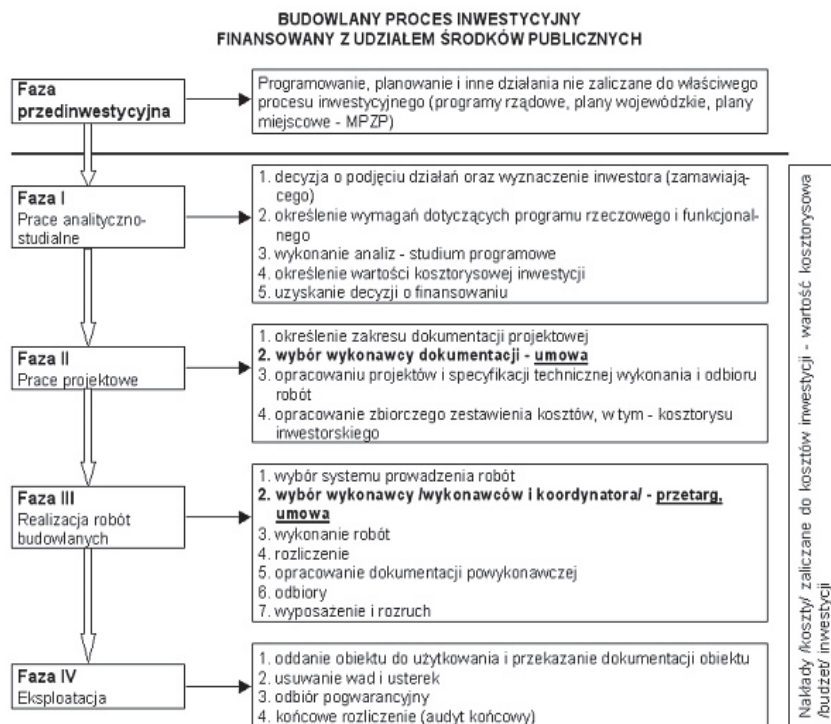 BUDOWLANY PROCES INWESTYCYJNY
FINANSOWANY Z UDZIAŁEM ŚRODKÓW PUBLICZNYCH
Faza
przedinwestycyjna
Programowanie, planowanie i inne działania nie zaliczane do właściwego
procesu inwestycyjnego (programy rządowe, plany wojewódzkie, plany
miejscowe - MPZP)
Faza I
Prace analityczno-
studialne
1. decyzja o podjęciu działań oraz wyznaczenie inwestora (zamawiają-
cego)
2. określenie wymagań dotyczących programu rzeczowego i funkcjonal-
nego
3. wykonanie analiz - studium programowe
4. określenie wartości kosztorysowej inwestycji
5. uzyskanie decyzji o finansowaniu
Faza II
Prace projektowe
1. określenie zakresu dokumentacji projektowej
2. wybór wykonawcy dokumentacji - umowa
3. opracowaniu projektów i specyfikacji technicznej wykonania i odbioru
robót
4. opracowanie zbiorczego zestawienia kosztów, w tym - kosztorysu
inwestorskiego
Faza III
Realizacja robót
budowlanych
1. wybór systemu prowadzenia robót
2. wybór wykonawcy /wykonawców i koordynatora/ - przetarg,
umowa
3. wykonanie robót
4. rozliczenie
5. opracowanie dokumentacji powykonawczej
6. odbiory
7. wyposażenie i rozruch
Faza IV
Eksploatacja
1. oddanie obiektu do użytkowania i przekazanie dokumentacji obiektu
2. usuwanie wad i usterek
3. odbiór pogwarancyjny
4. końcowe rozliczenie (audyt końcowy)
Nakłady /koszty/ zaliczane do kosztów inwestycji - wartość kosztorysowa
/budżet/ inwestycji